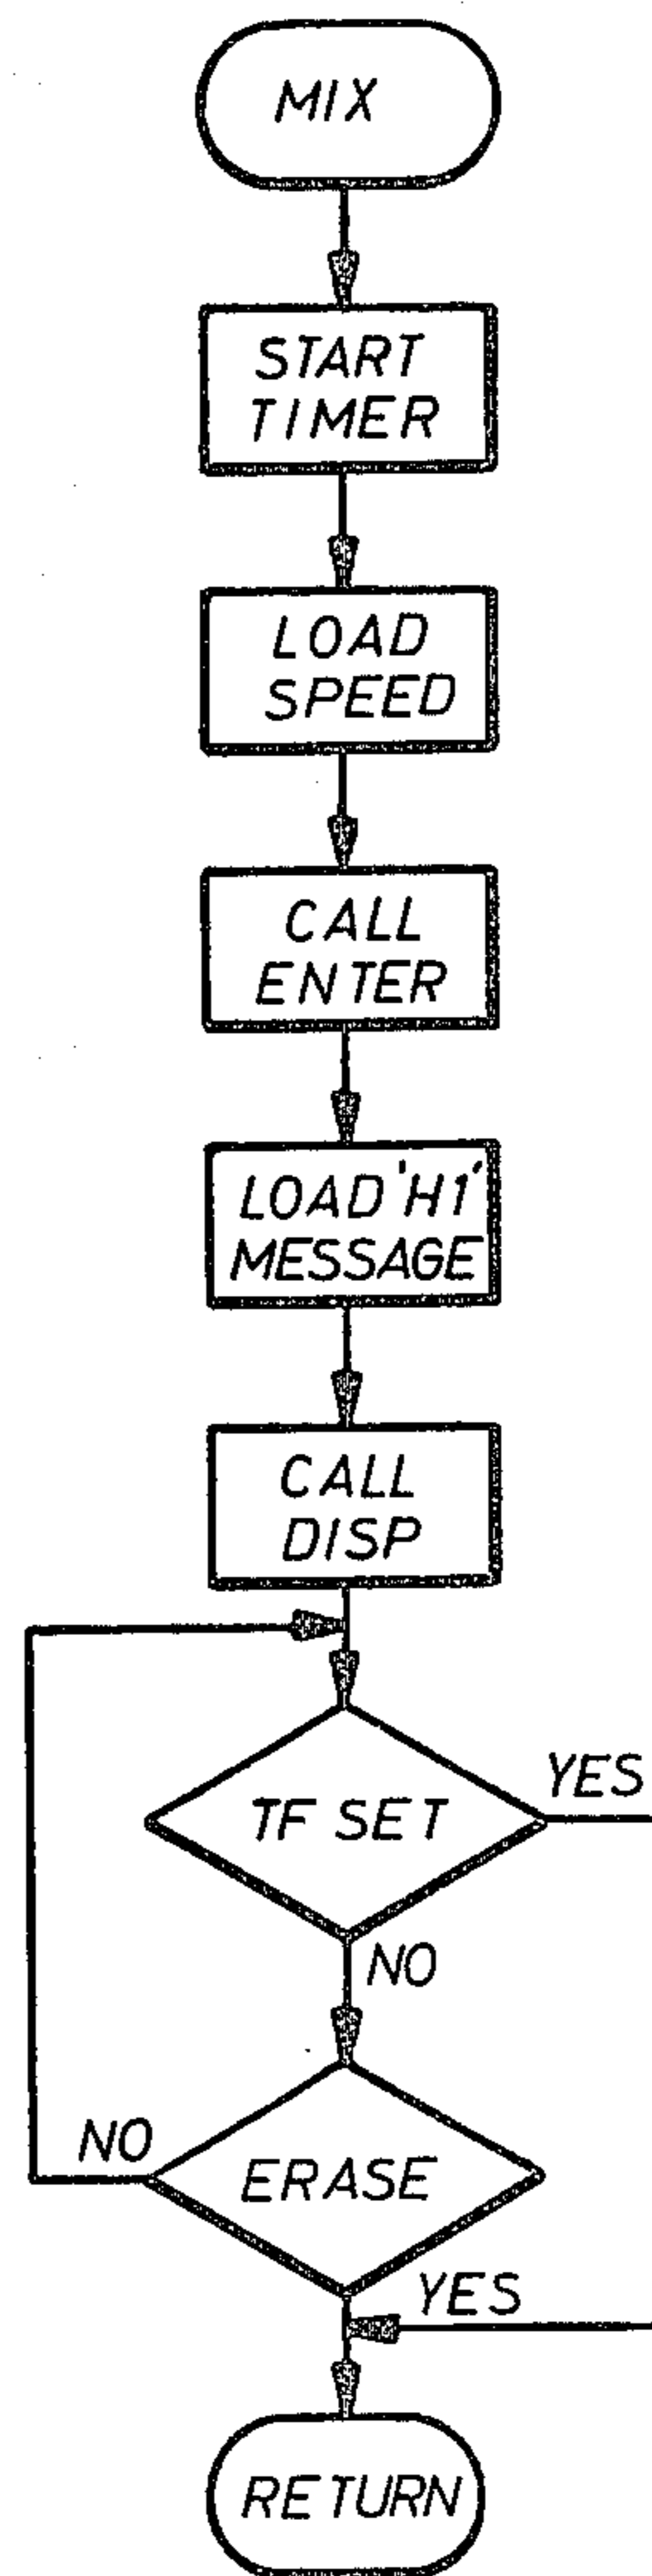 MIX
START
TIMER
LOAD
SPEED
CALL
ENTER
LOAD 'H1'
MESSAGE
CALL
DISP
TF SET
YES
NO
ERASE
NO
YES
RETURN